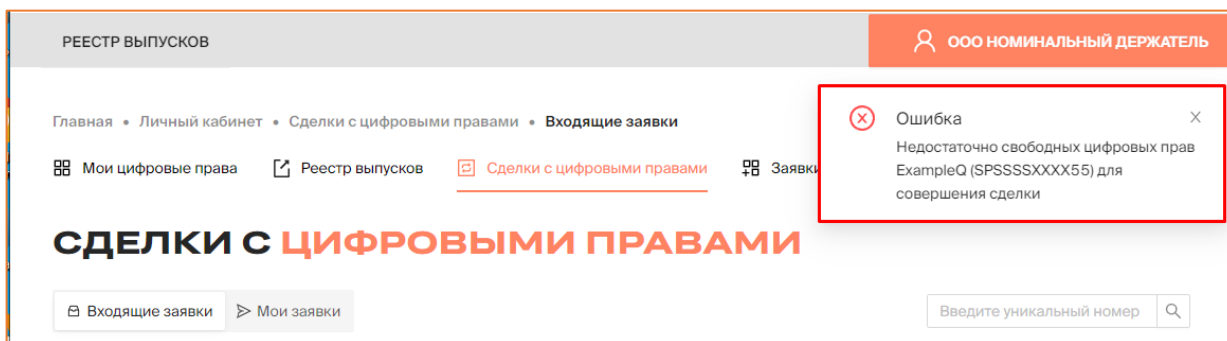 РЕЕСТР ВЫПУСКОВ
ООО НОМИНАЛЬНЫЙ ДЕРЖАТЕЛЬ
Главная • Личный кабинет • Сделки с цифровыми правами • Входящие заявки
Мои цифровые права Реестр выпусков Сделки с цифровыми правами Заявки
Ошибка
Недостаточно свободных цифровых прав
ExampleQ (SPSSSSXXXX55) для
совершения сделки
СДЕЛКИ С ЦИФРОВЫМИ ПРАВАМИ
Входящие заявки Мои заявки
Введите уникальный номер